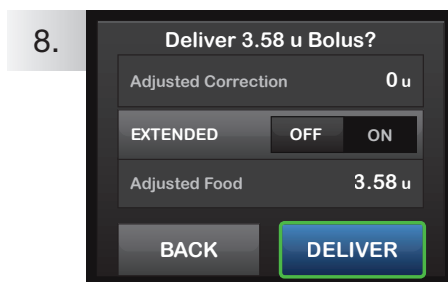 8.
Deliver 3.58 u Bolus?
Adjusted Correction 0 u
EXTENDED OFF ON
Adjusted Food 3.58 u
BACK DELIVER